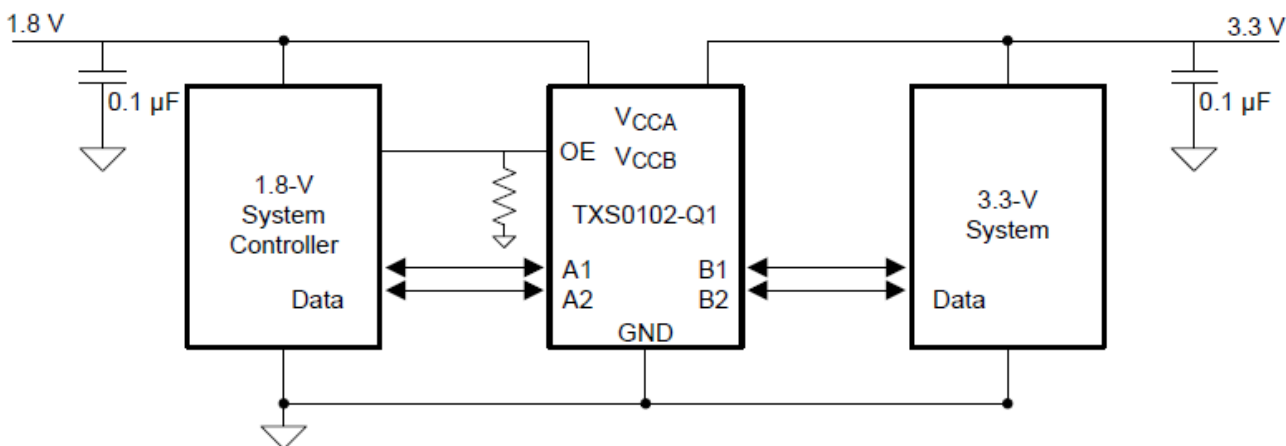 1.8 V
3.3 V
0.1 µF
0.1 µF
1.8-V
System
Controller
Data
OE
VCCA
VCCB
TXS0102-Q1
A1
A2
B1
B2
GND
3.3-V
System
Data